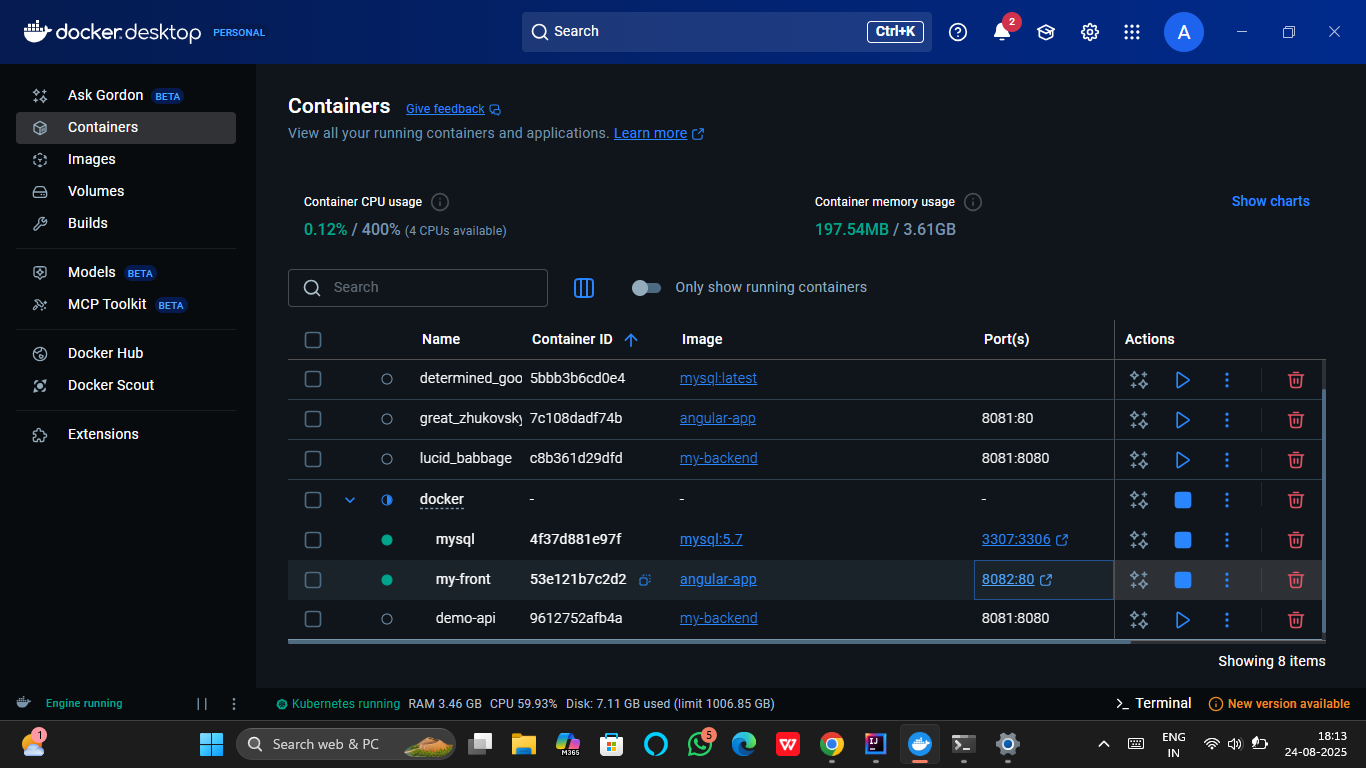 docker.desktop PERSONAL
Search Ctrl+K
2
A
Ask Gordon BETA
Containers
Images
Volumes
Builds
Models BETA
MCP Toolkit BETA
Docker Hub
Docker Scout
Extensions
Containers Give feedback
View all your running containers and applications. Learn more
Container CPU usage
0.12% / 400% (4 CPUs available)
Container memory usage
197.54MB / 3.61GB
Show charts
Search
Only show running containers
Name Container ID Image Port(s) Actions
determined_goo 5bbb3b6cd0e4 mysql:latest
great_zhukovsky 7c108dadf74b angular-app 8081:80
lucid_babbage c8b361d29dfd my-backend 8081:8080
docker - - -
mysql 4f37d881e97f mysql:5.7 3307:3306
my-front 53e121b7c2d2 angular-app 8082:80
demo-api 9612752afb4a my-backend 8081:8080
Showing 8 items
Engine running
Kubernetes running RAM 3.46 GB CPU 59.93% Disk: 7.11 GB used (limit 1006.85 GB)
Terminal
New version available
1
Search web & PC
M365
5
ENG
IN
18:13
24-08-2025